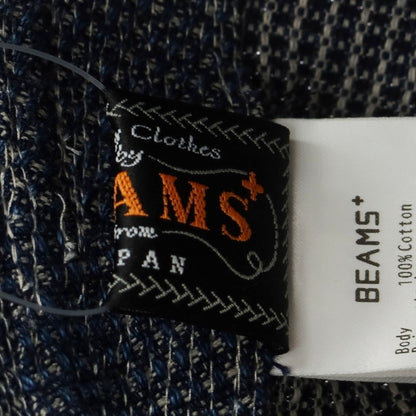 Clothes
by
AMS+
from
PAN
BEAMS+
100% Cotton
Body